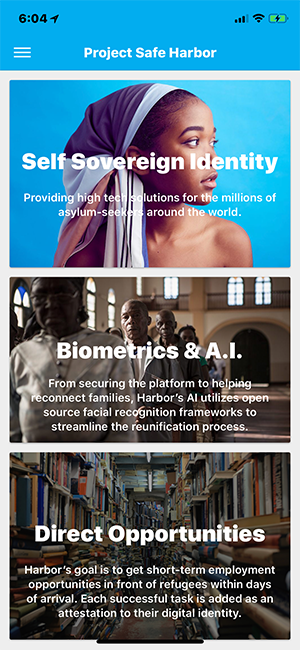 6:04
Project Safe Harbor
Self Sovereign Identity
Providing high tech solutions for the millions of
asylum-seekers around the world.
Biometrics & A.I.
From securing the platform to helping
reconnect families, Harbor's AI utilizes open
source facial recognition frameworks to
streamline the reunification process.
Direct Opportunities
Harbor's goal is to get short-term employment
opportunities in front of refugees within days
of arrival. Each successful task is added as an
attestation to their digital identity.